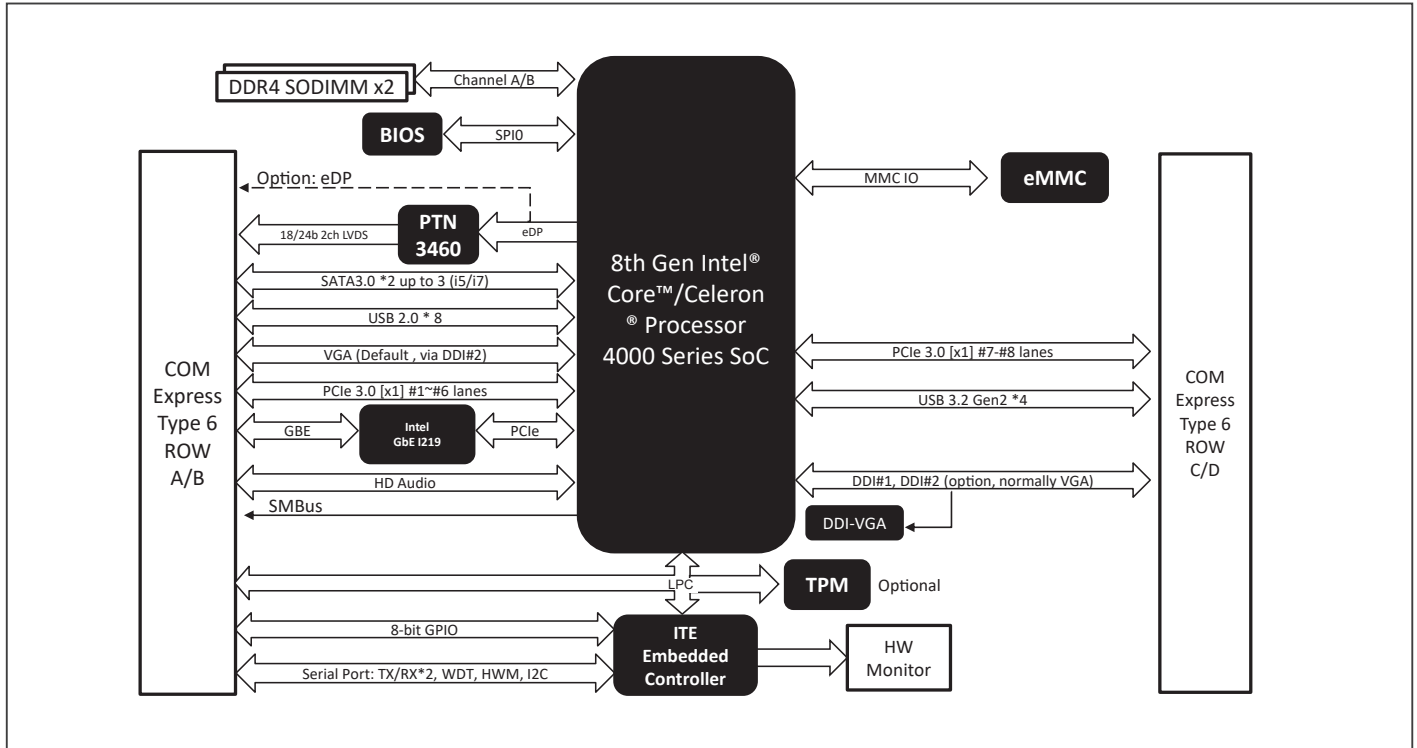 DDR4 SODIMM x2
Channel A/B
BIOS
SPI0
Option: eDP
PTN
3460
18/24b 2ch LVDS
eDP
SATA3.0 *2 up to 3 (i5/i7)
USB 2.0 * 8
VGA (Default , via DDI#2)
PCIe 3.0 [x1] #1~#6 lanes
GBE
Intel
GbE I219
PCIe
HD Audio
SMBus
COM
Express
Type 6
ROW
A/B
8th Gen Intel®
Core™/Celeron
® Processor
4000 Series SoC
MMC IO
eMMC
PCIe 3.0 [x1] #7-#8 lanes
USB 3.2 Gen2 *4
DDI#1, DDI#2 (option, normally VGA)
DDI-VGA
COM
Express
Type 6
ROW
C/D
LPC
TPM
Optional
8-bit GPIO
Serial Port: TX/RX*2, WDT, HWM, I2C
ITE
Embedded
Controller
HW
Monitor